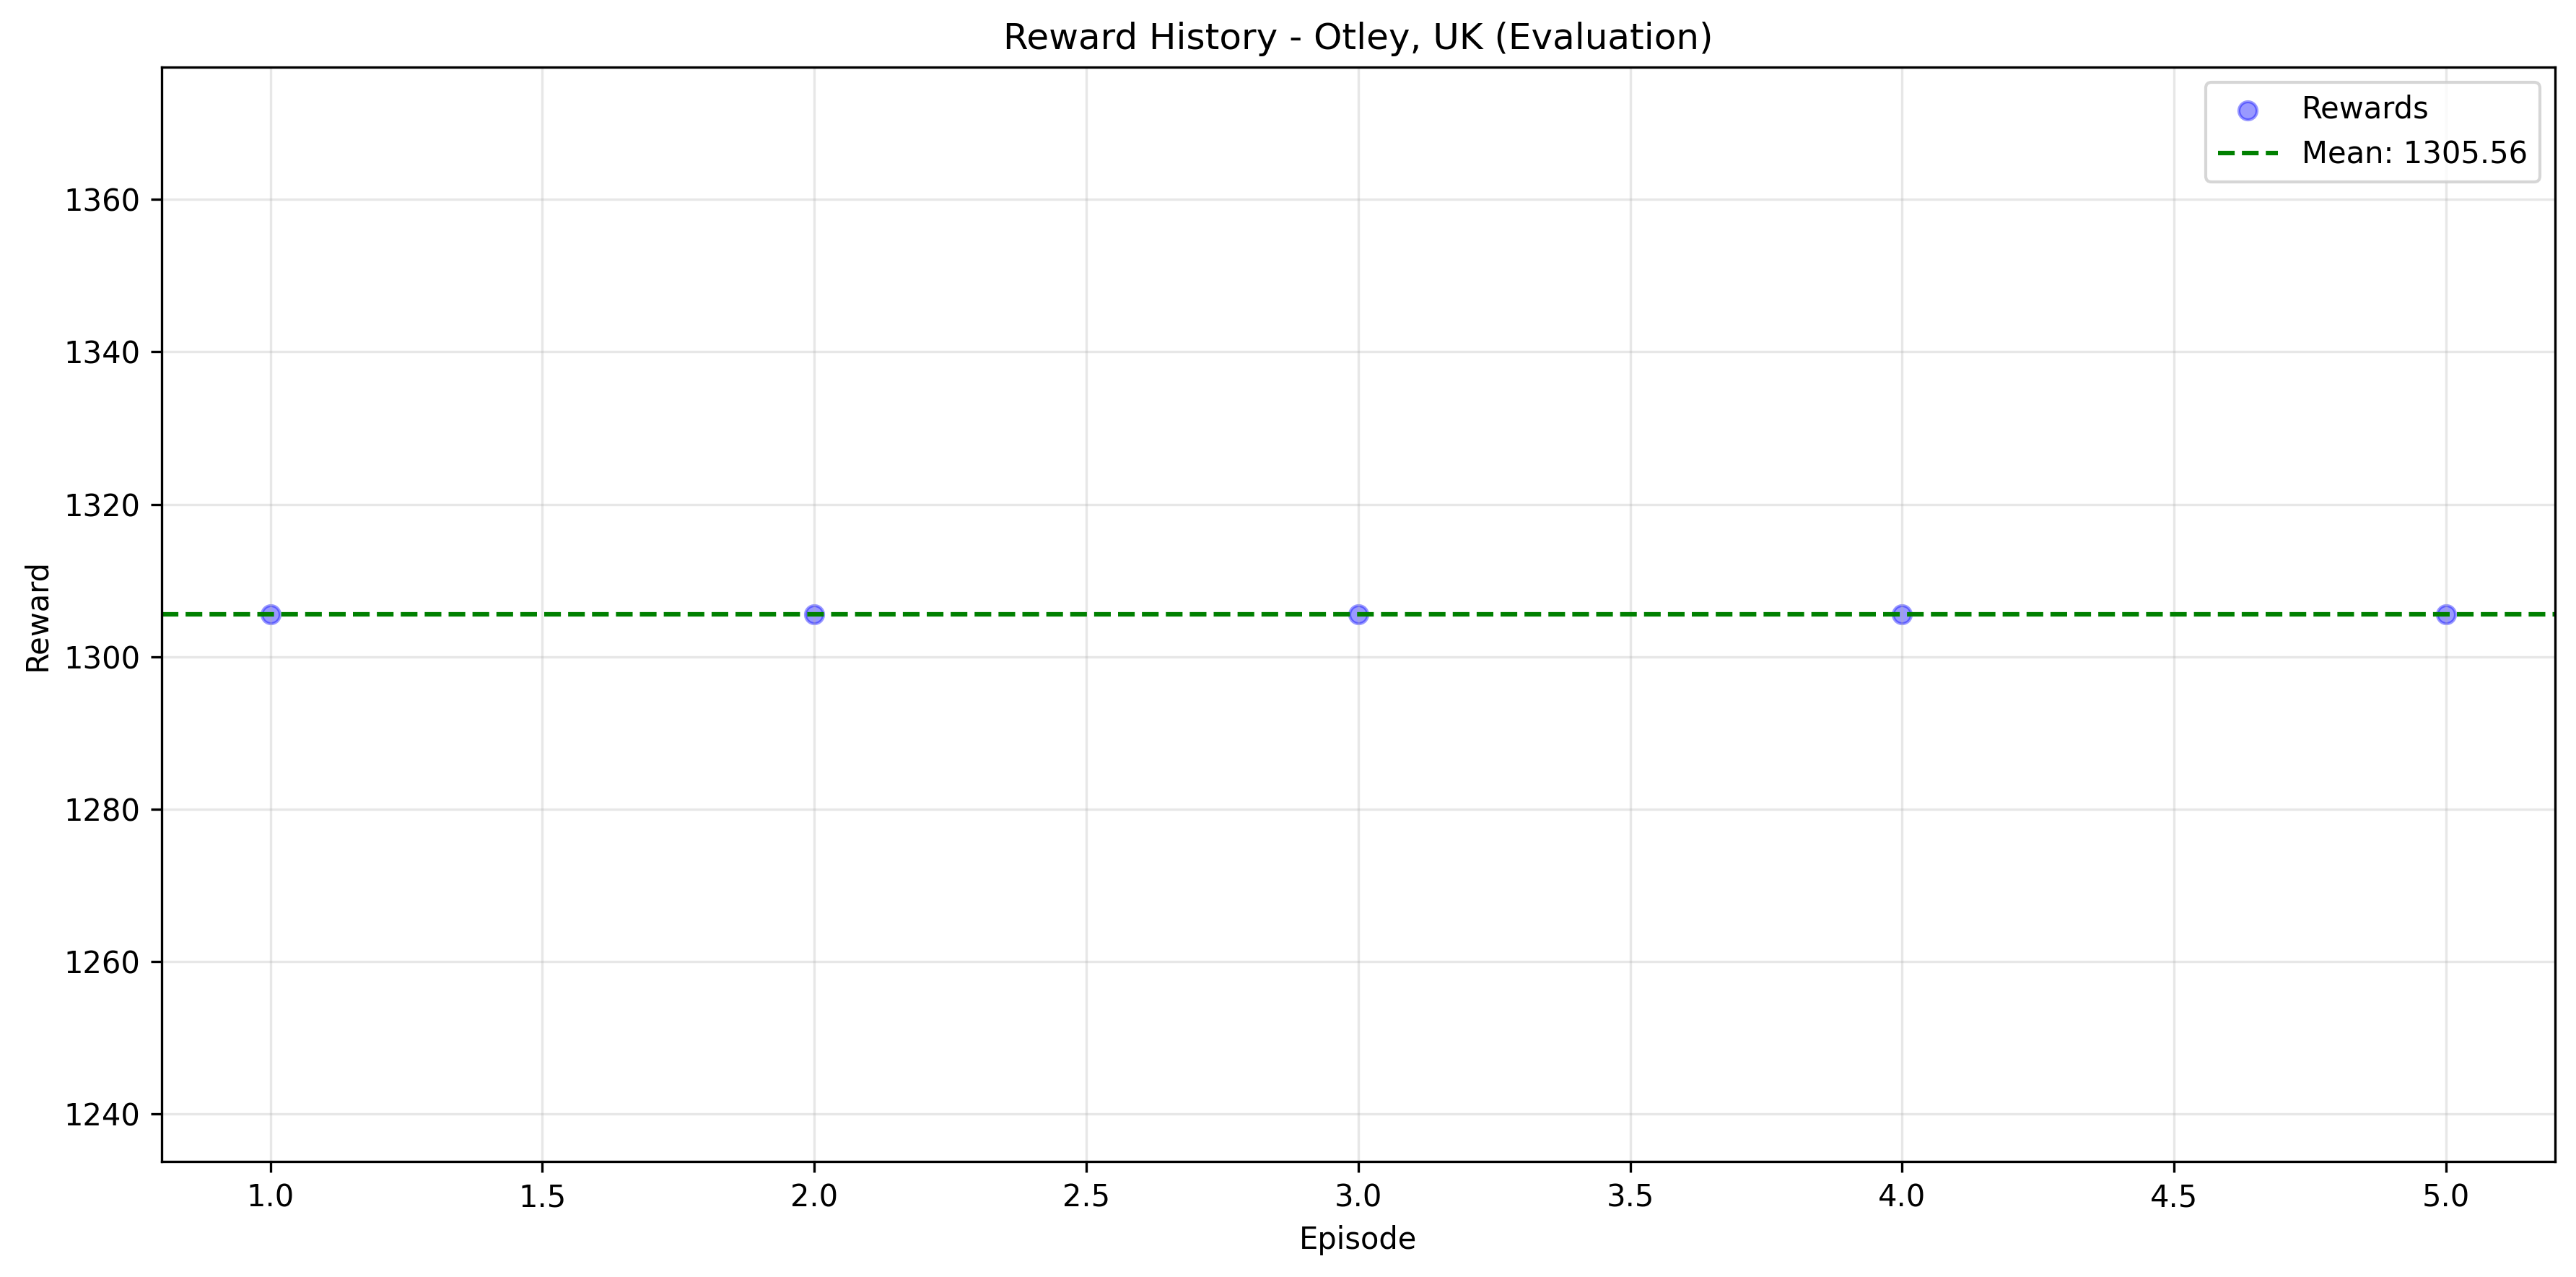 Reward History - Otley, UK (Evaluation)
Rewards
Mean: 1305.56
Reward
1360
1340
1320
1300
1280
1260
1240
1.0 1.5 2.0 2.5 3.0 3.5 4.0 4.5 5.0
Episode